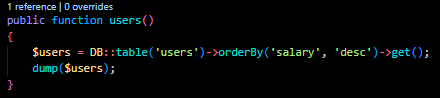 1 reference | 0 overrides
public function users()
{
    $users = DB::table('users')->orderBy('salary', 'desc')->get();
    dump($users);
}